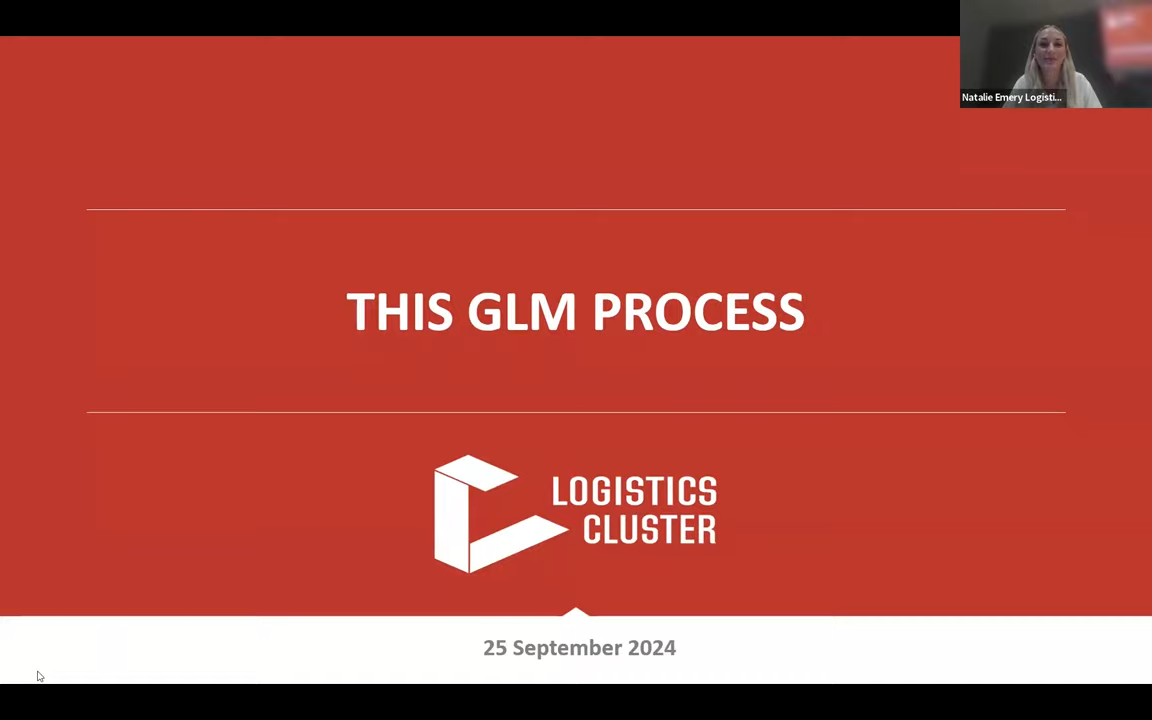 Natalie Emery Logisti...
THIS GLM PROCESS
LOGISTICS
CLUSTER
25 September 2024